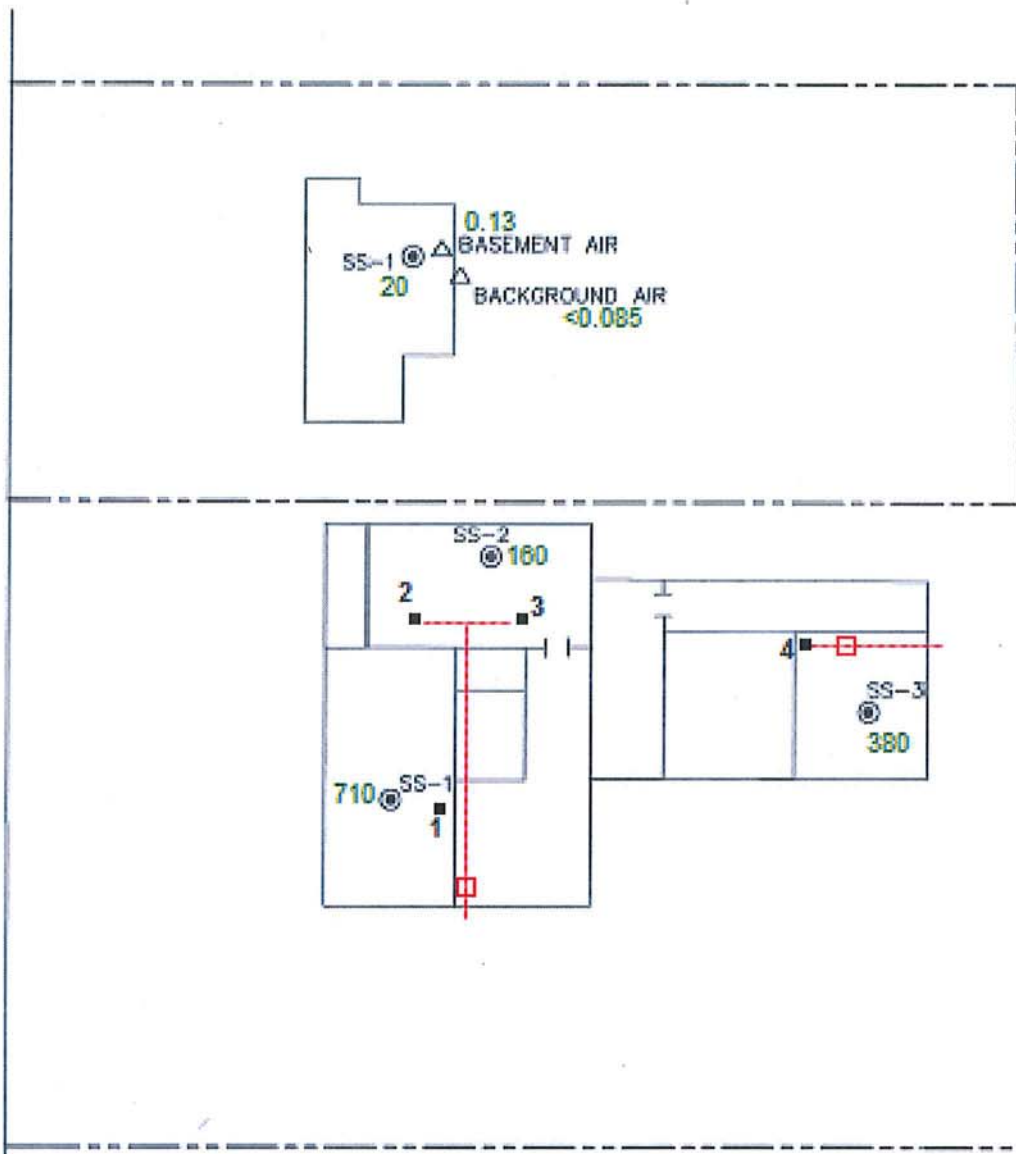 0.13
BASEMENT AIR
SS-1
20
BACKGROUND AIR
<0.085
SS-2
160
2
3
4
SS-3
380
710
SS-1
1